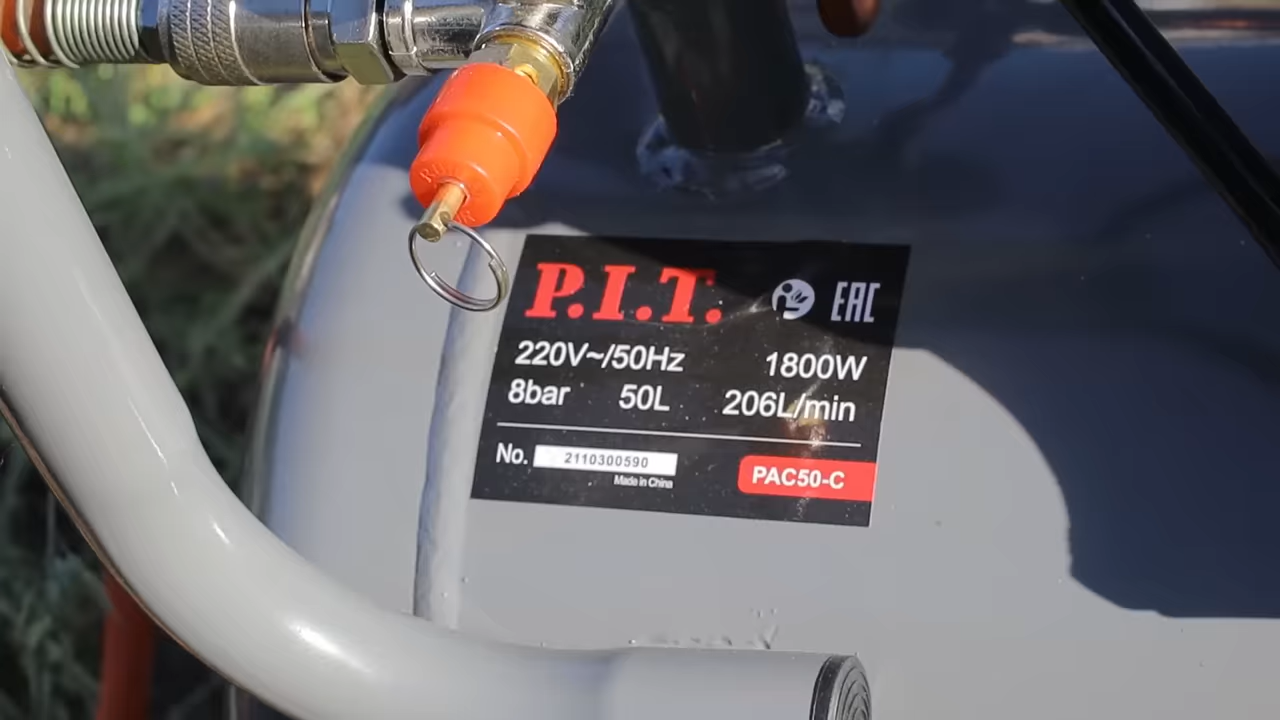 P.I.T. EAC
220V~/50Hz 1800W
8bar 50L 206L/min
No. 2110300590
Made in China
PAC50-C